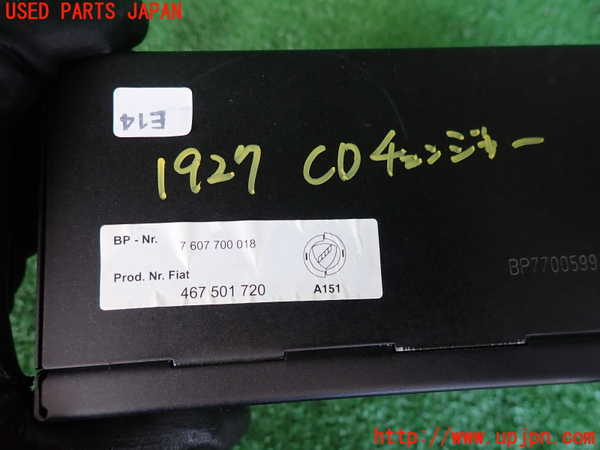 USED PARTS JAPAN
E14
1927 CDチェンジャー
BP - Nr. 7 607 700 018
Prod. Nr. Fiat
467 501 720 A151
BP7700599
http://www.upjpn.com